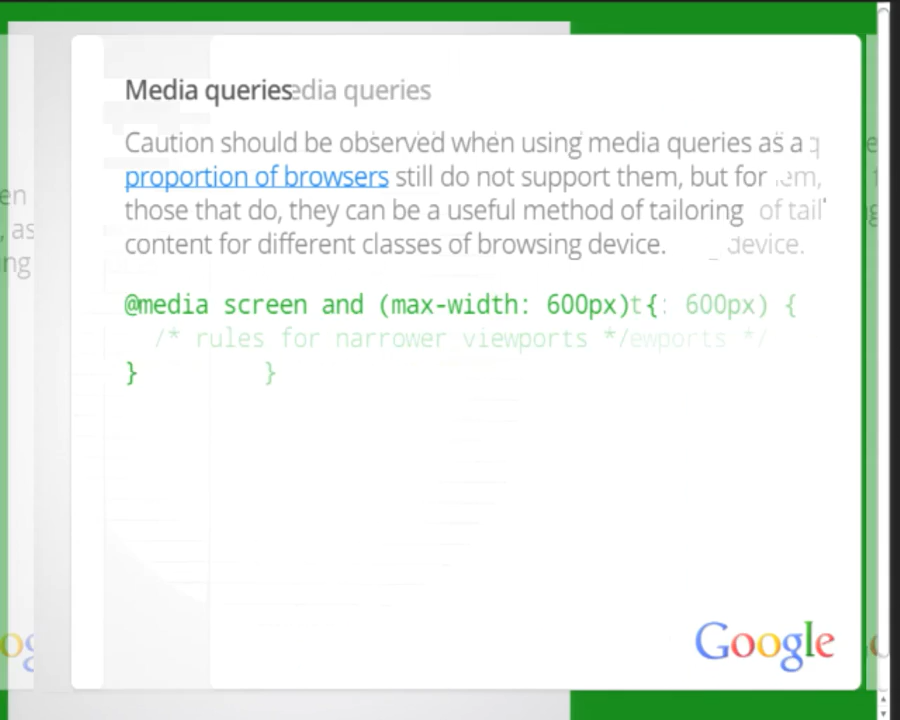 Media queries
Caution should be observed when using media queries as a
proportion of browsers still do not support them, but for
those that do, they can be a useful method of tailoring
content for different classes of browsing device.
@media screen and (max-width: 600px) {
/* rules for narrower viewports */
}
Google